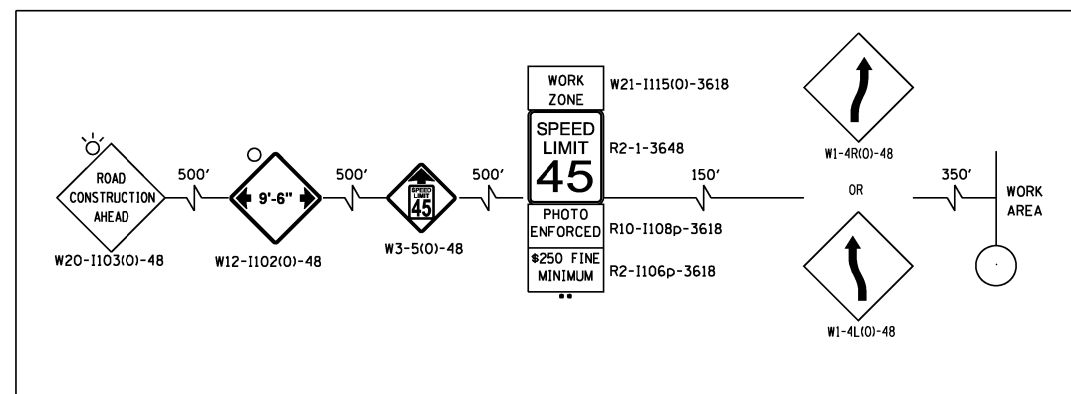 ROAD
CONSTRUCTION
AHEAD
W20-I103(O)-48
500'
9'-6"
W12-I102(O)-48
500'
SPEED
LIMIT
45
W3-5(O)-48
500'
WORK
ZONE
W21-I115(O)-3618
SPEED
LIMIT
45
R2-1-3648
PHOTO
ENFORCED
R10-I108p-3618
$250 FINE
MINIMUM
R2-I106p-3618
150'
W1-4R(O)-48
OR
W1-4L(O)-48
350'
WORK
AREA